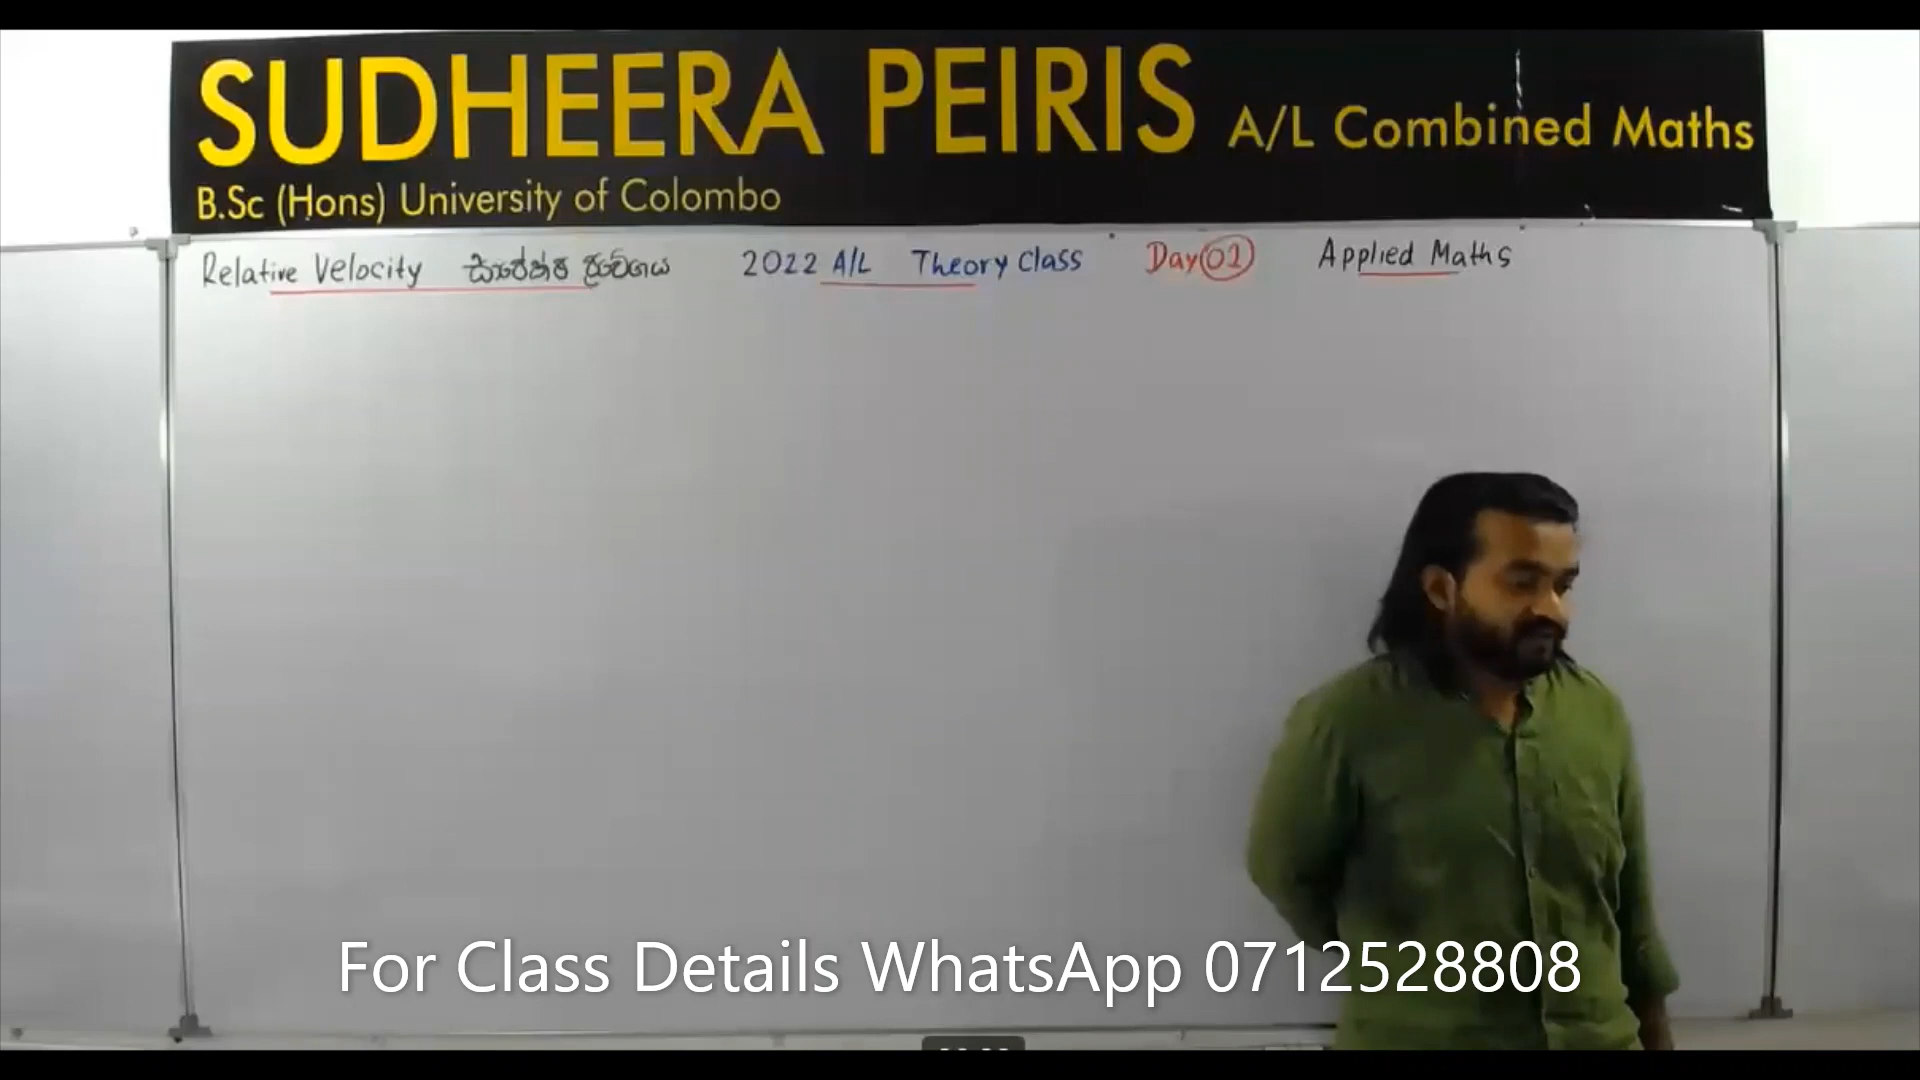 SUDHEERA PEIRIS A/L Combined Maths
B.Sc (Hons) University of Colombo
Relative Velocity සාපේක්ෂ ප්‍රවේගය 2022 A/L Theory Class Day 01 Applied Maths
For Class Details WhatsApp 0712528808